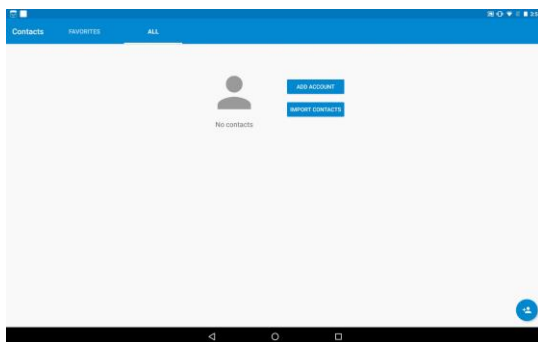 Contacts
FAVORITES
ALL
ADD ACCOUNT
IMPORT CONTACTS
No contacts